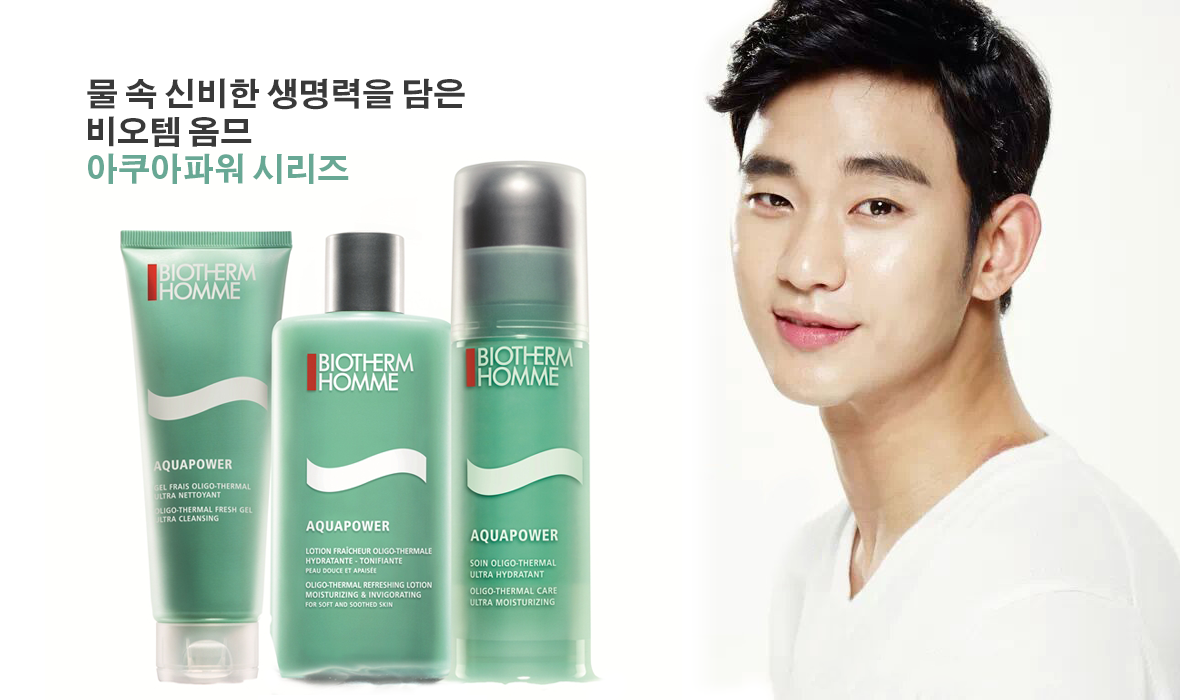 물 속 신비한 생명력을 담은
비오템 옴므
아쿠아파워 시리즈
BIOTHERM
HOMME
AQUAPOWER
GEL FRAIS OLIGO-THERMAL
ULTRA NETTOYANT
OLIGO-THERMAL FRESH GEL
ULTRA CLEANSING
BIOTHERM
HOMME
AQUAPOWER
LOTION FRAÎCHEUR OLIGO-THERMALE
HYDRATANTE - TONIFIANTE
PEAU DOUCE ET APAISÉE
OLIGO-THERMAL REFRESHING LOTION
MOISTURIZING & INVIGORATING
FOR SOFT AND SOOTHED SKIN
BIOTHERM
HOMME
AQUAPOWER
SOIN OLIGO-THERMAL
ULTRA HYDRATANT
OLIGO-THERMAL CARE
ULTRA MOISTURIZING